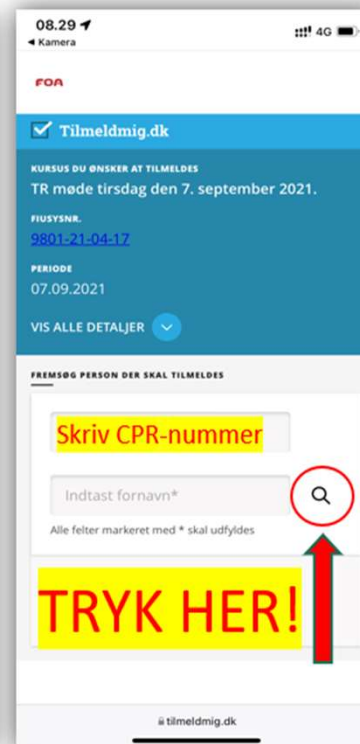 08.29
4G
◀ Kamera
FOA
Tilmeldmig.dk
KURSUS DU ØNSKER AT TILMELDES
TR møde tirsdag den 7. september 2021.
FIUSYSNR.
9801-21-04-17
PERIODE
07.09.2021
VIS ALLE DETALJER
FREMSØG PERSON DER SKAL TILMELDES
Skriv CPR-nummer
Indtast fornavn*
Alle felter markeret med * skal udfyldes
TRYK HER!
tilmeldmig.dk